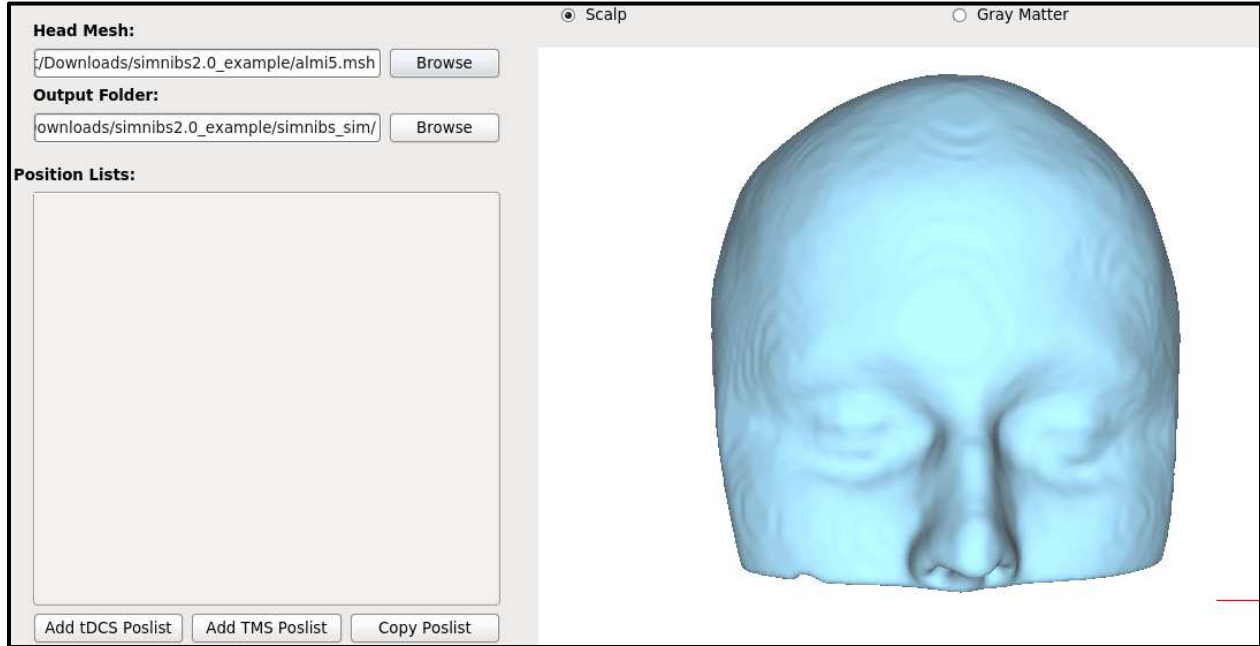 Scalp
Gray Matter
Head Mesh:
:/Downloads/simnibs2.0_example/almi5.msh
Browse
Output Folder:
ownloads/simnibs2.0_example/simnibs_sim/
Browse
Position Lists:
Add tDCS Poslist
Add TMS Poslist
Copy Poslist